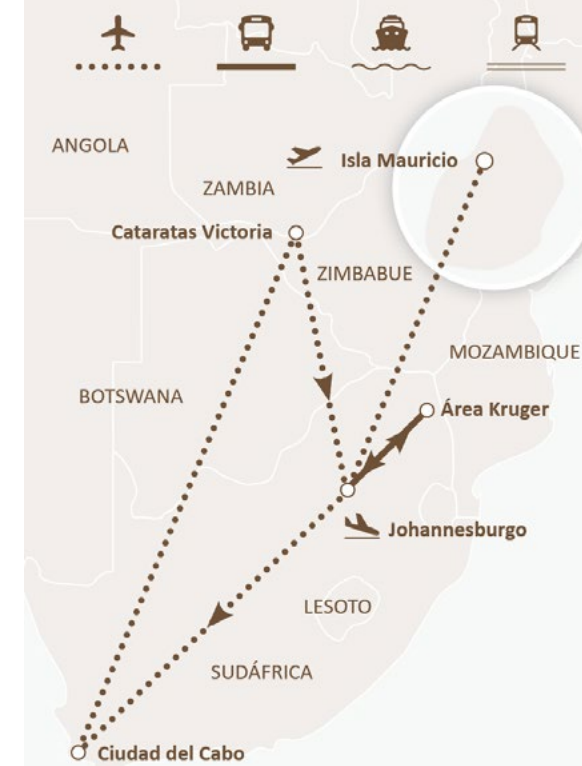 ANGOLA
Isla Mauricio
ZAMBIA
Cataratas Victoria
ZIMBABUE
MOZAMBIQUE
BOTSWANA
Área Kruger
Johannesburgo
LESOTO
SUDÁFRICA
Ciudad del Cabo